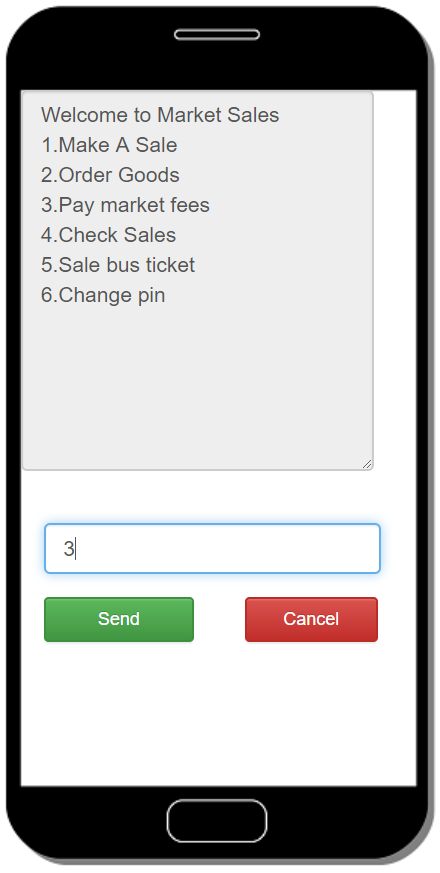 Welcome to Market Sales
1.Make A Sale
2.Order Goods
3.Pay market fees
4.Check Sales
5.Sale bus ticket
6.Change pin
3
Send Cancel